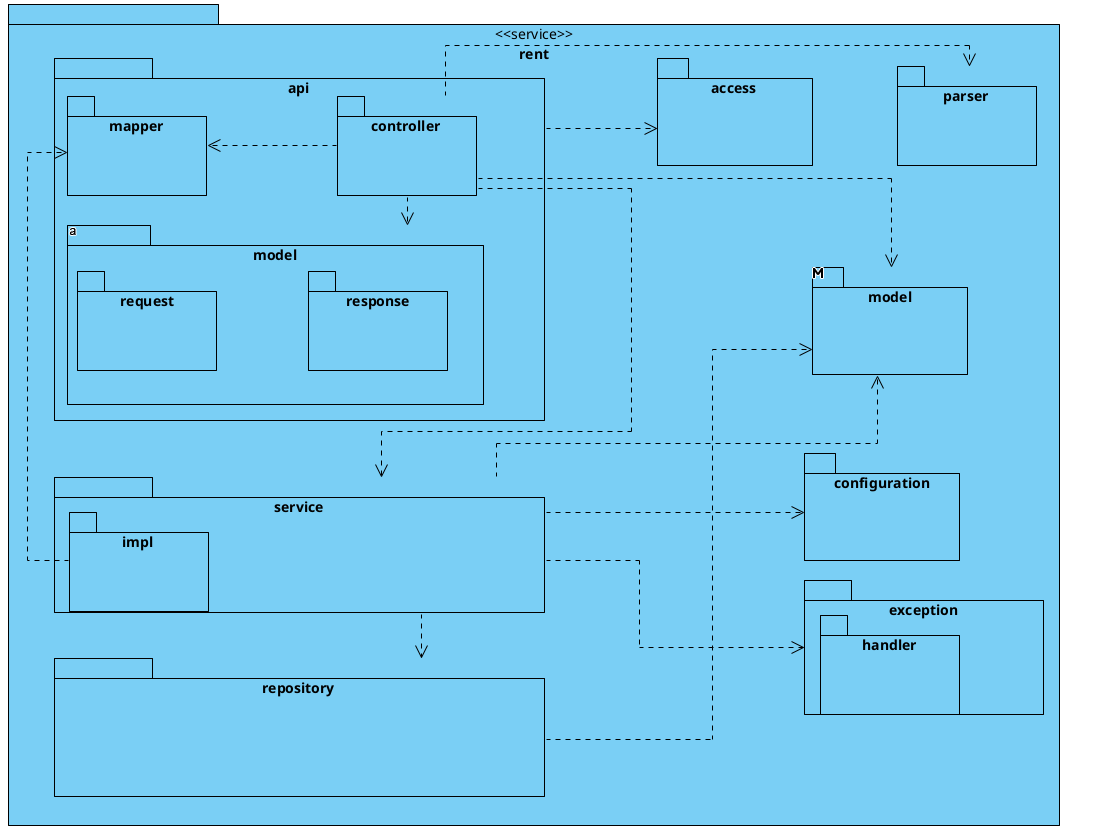 <<service>>
rent
api
access
parser
mapper
controller
a
model
request
response
M
model
service
configuration
impl
exception
handler
repository